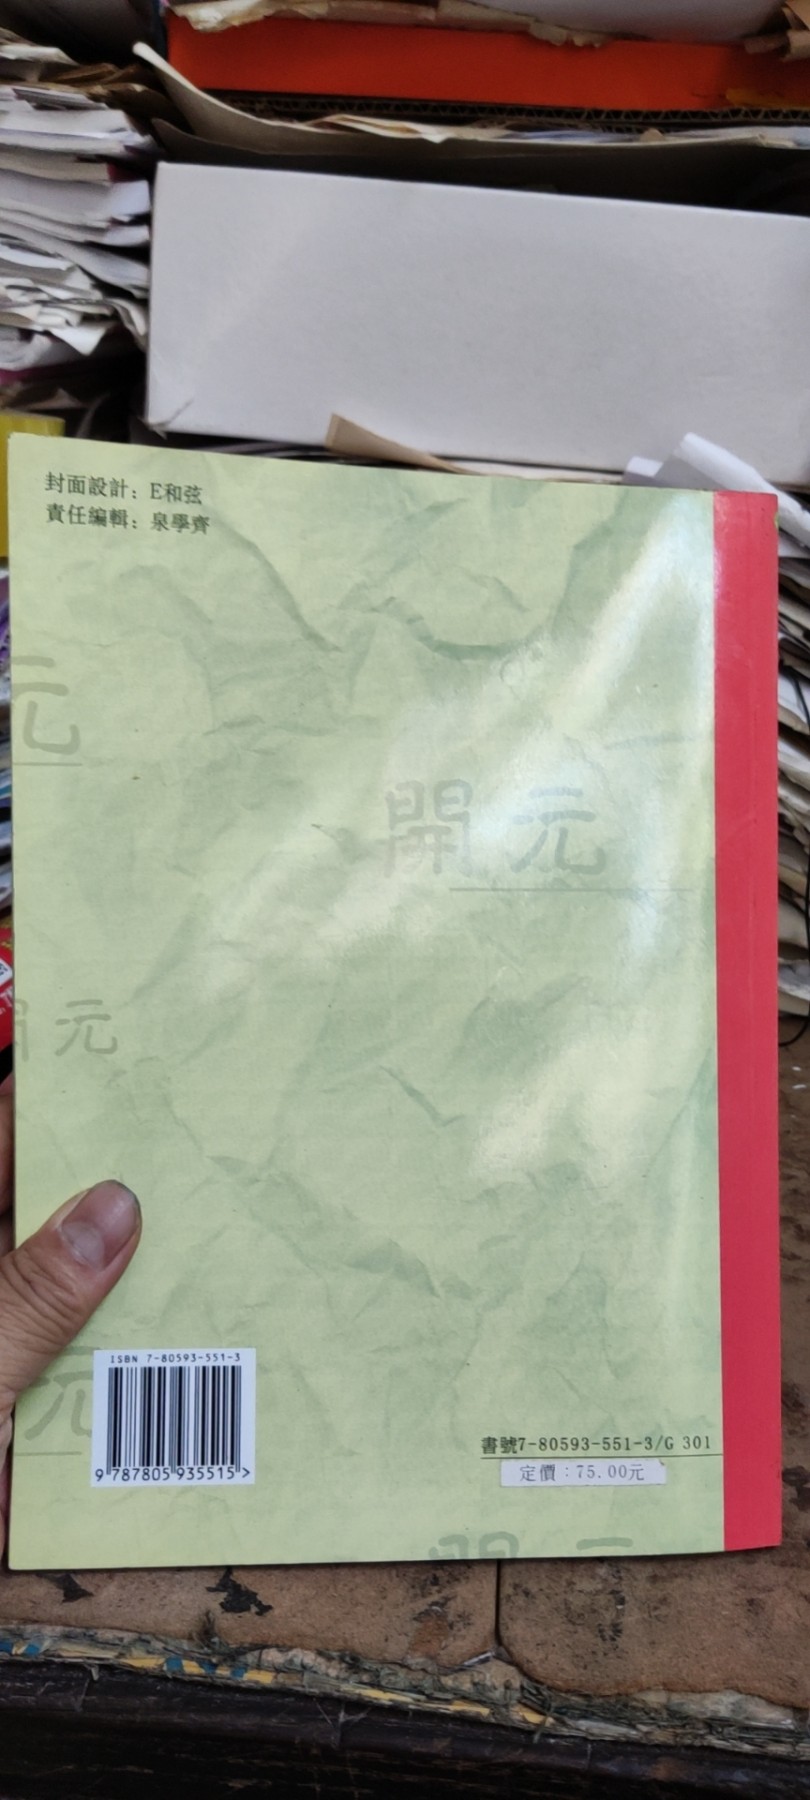 封面設計：E和弦
責任編輯：泉學齊
元
開元
元
元
ISBN 7-80593-551-3
9 787805 935515 >
書號7-80593-551-3/G 301
定價：75.00元